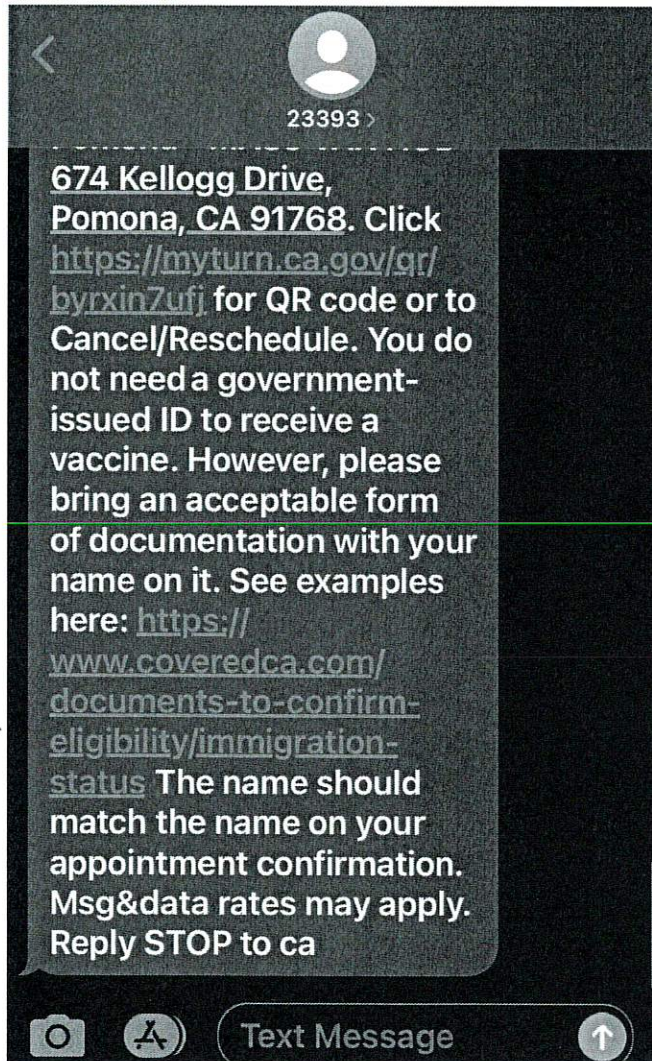 23393 >
674 Kellogg Drive,
Pomona, CA 91768. Click
https://myturn.ca.gov/qr/
byrxin7ufj for QR code or to
Cancel/Reschedule. You do
not need a government-
issued ID to receive a
vaccine. However, please
bring an acceptable form
of documentation with your
name on it. See examples
here: https://
www.coveredca.com/
documents-to-confirm-
eligibility/immigration-
status The name should
match the name on your
appointment confirmation.
Msg&data rates may apply.
Reply STOP to ca
Text Message